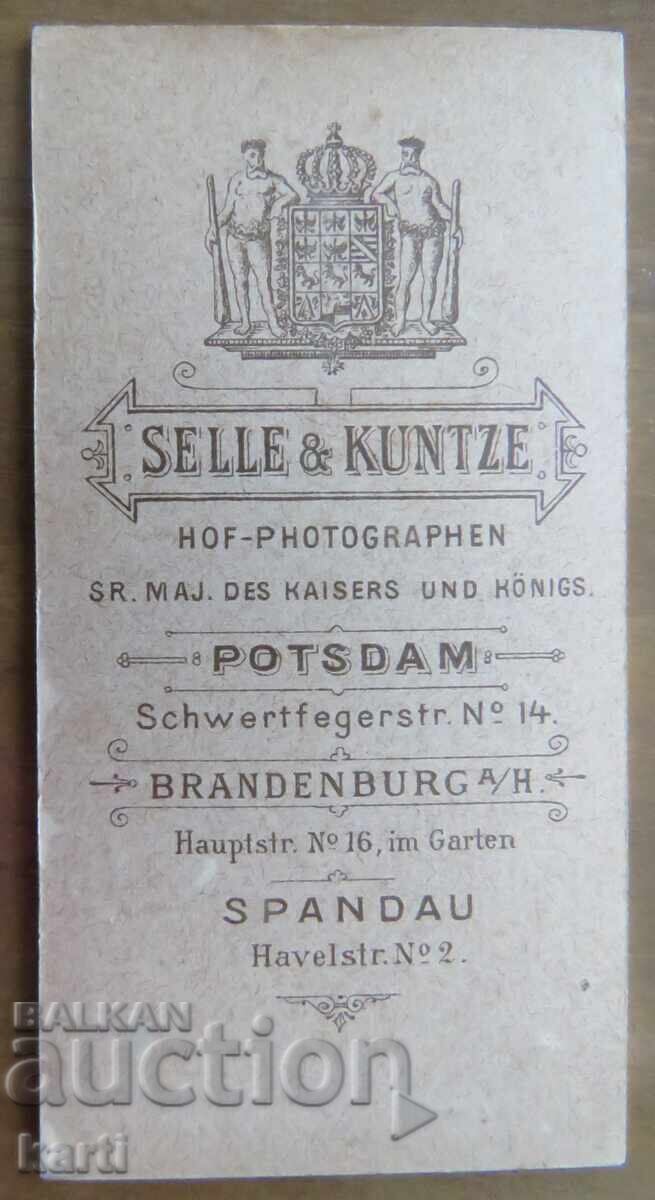 SELLE & KUNTZE
HOF-PHOTOGRAPHEN
SR. MAJ. DES KAISERS UND KÖNIGS.
POTSDAM
Schwertfegerstr. No 14.
BRANDENBURG A/H.
Hauptstr. No 16, im Garten
SPANDAU
Havelstr. No 2.
BALKAN
auction
karti